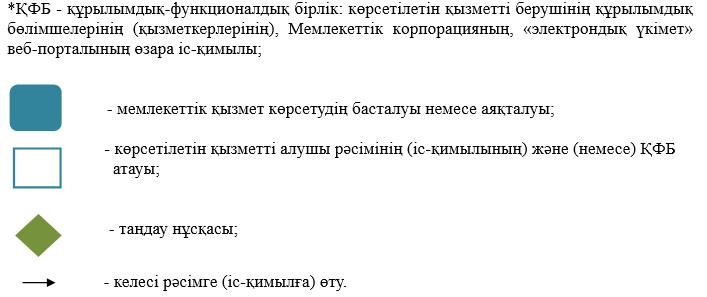 *ҚФБ - құрылымдық-функционалдық бірлік: көрсетілетін қызметті берушінің құрылымдық
бөлімшелерінің (қызметкерлерінің), Мемлекеттік корпорацияның, «электрондық үкімет»
веб-порталының өзара іс-қимылы;
- мемлекеттік қызмет көрсетудің басталуы немесе аяқталуы;
- көрсетілетін қызметті алушы рәсімінің (іс-қимылының) және (немесе) ҚФБ
атауы;
- таңдау нұсқасы;
- келесі рәсімге (іс-қимылға) өту.